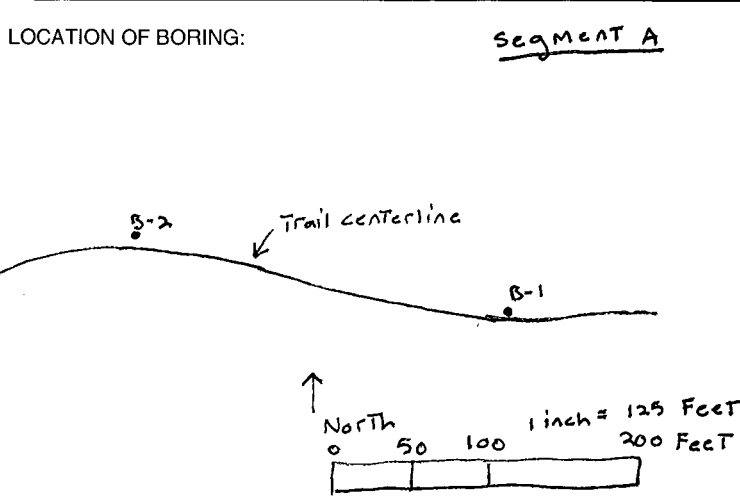 LOCATION OF BORING:
Segment A
B-2
Trail centerline
B-1
North
1 inch = 125 Feet
0 50 100 200 Feet